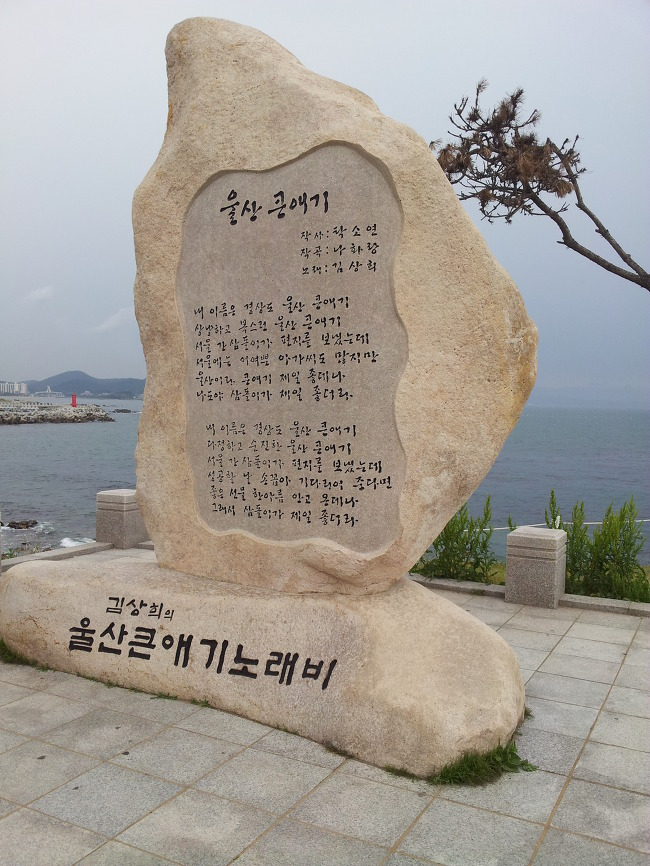 울산 큰애기
작사:탁소연
작곡:나화랑
노래:김상희
내 이름은 경상도 울산 큰애기
상냥하고 복스런 울산 큰애기
서울 간 삼돌이가 편지를 보냈는데
서울에는 어여쁜 아가씨도 많지만
울산이라 큰애기 제일 좋데나
나도야 삼돌이가 제일 좋더라
내 이름은 경상도 울산 큰애기
다정하고 순진한 울산 큰애기
서울 간 삼돌이가 편지를 보냈는데
성공할 날 손꼽아 기다리어 준다면
좋은 선물 한아름 안고 온데나
그래서 삼돌이가 제일 좋더라.
김상희의
울산큰애기노래비